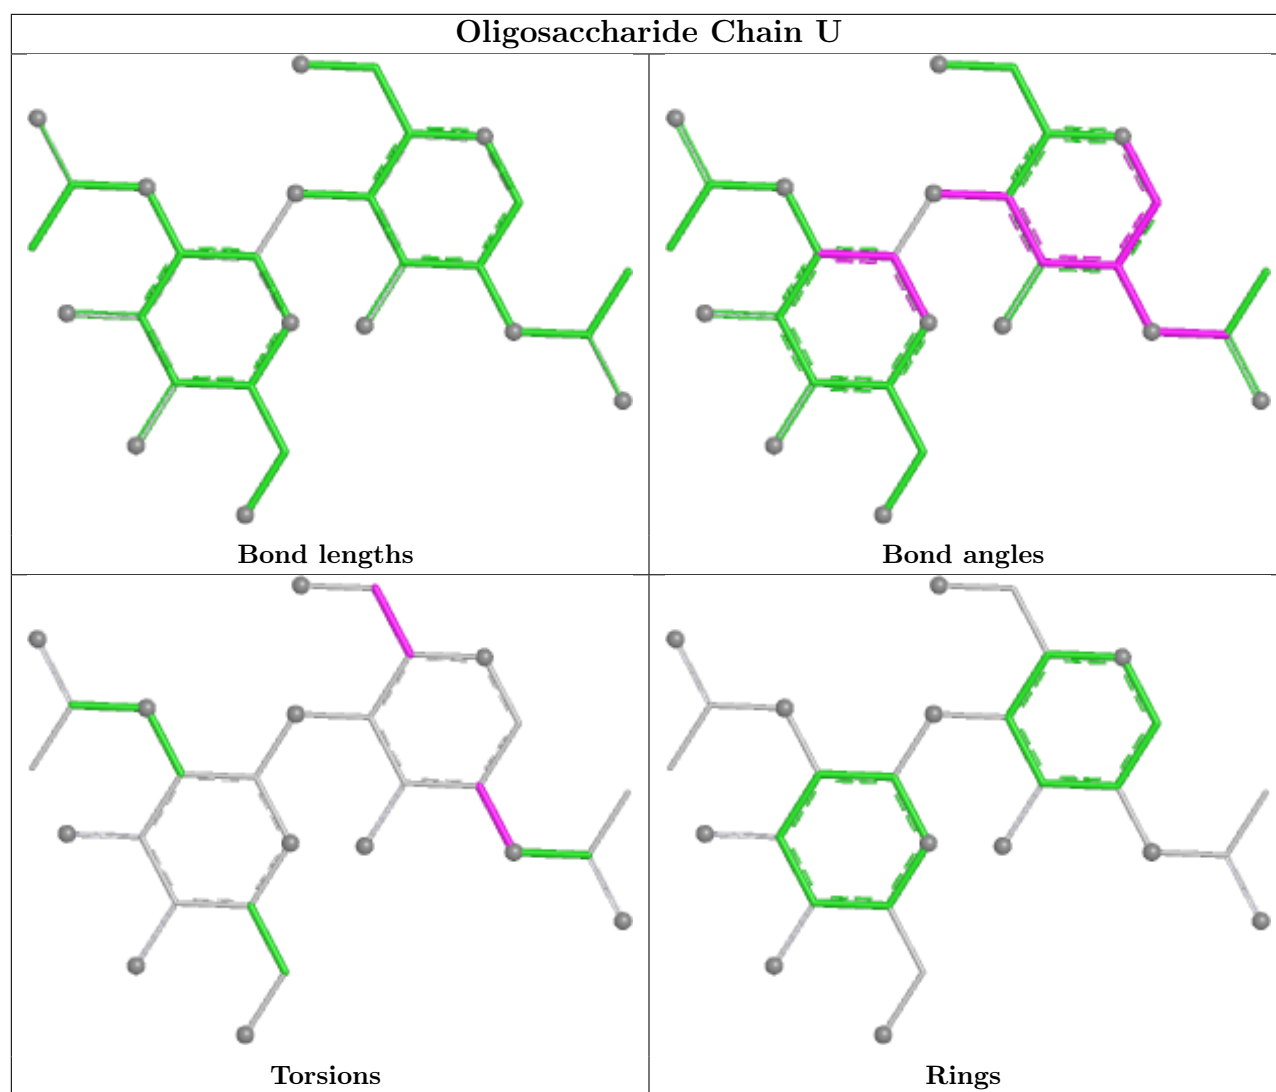 Oligosaccharide Chain U
Bond lengths
Bond angles
Torsions
Rings